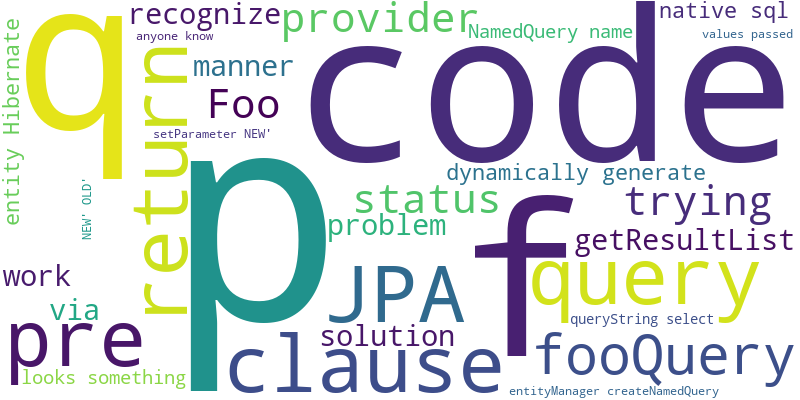 q
recognize
provider
native sql
anyone know
NamedQuery name
values passed
entity Hibernate
manner
code
return
Foo
setParameter NEW'
dynamically generate
NEW' OLD'
p
status
trying
f
problem
getResultList
work
JPA
query
via
pre
solution
queryString select
clause
fooQuery
looks something
entityManager createNamedQuery